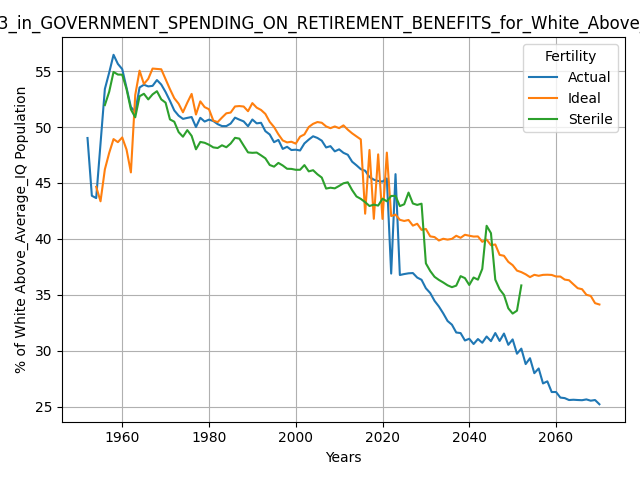 3_in_GOVERNMENT_SPENDING_ON_RETIREMENT_BENEFITS_for_White_Above_
Fertility
Actual
Ideal
Sterile
% of White Above_Average_IQ Population
55
50
45
40
35
30
25
1960
1980
2000
2020
2040
2060
Years